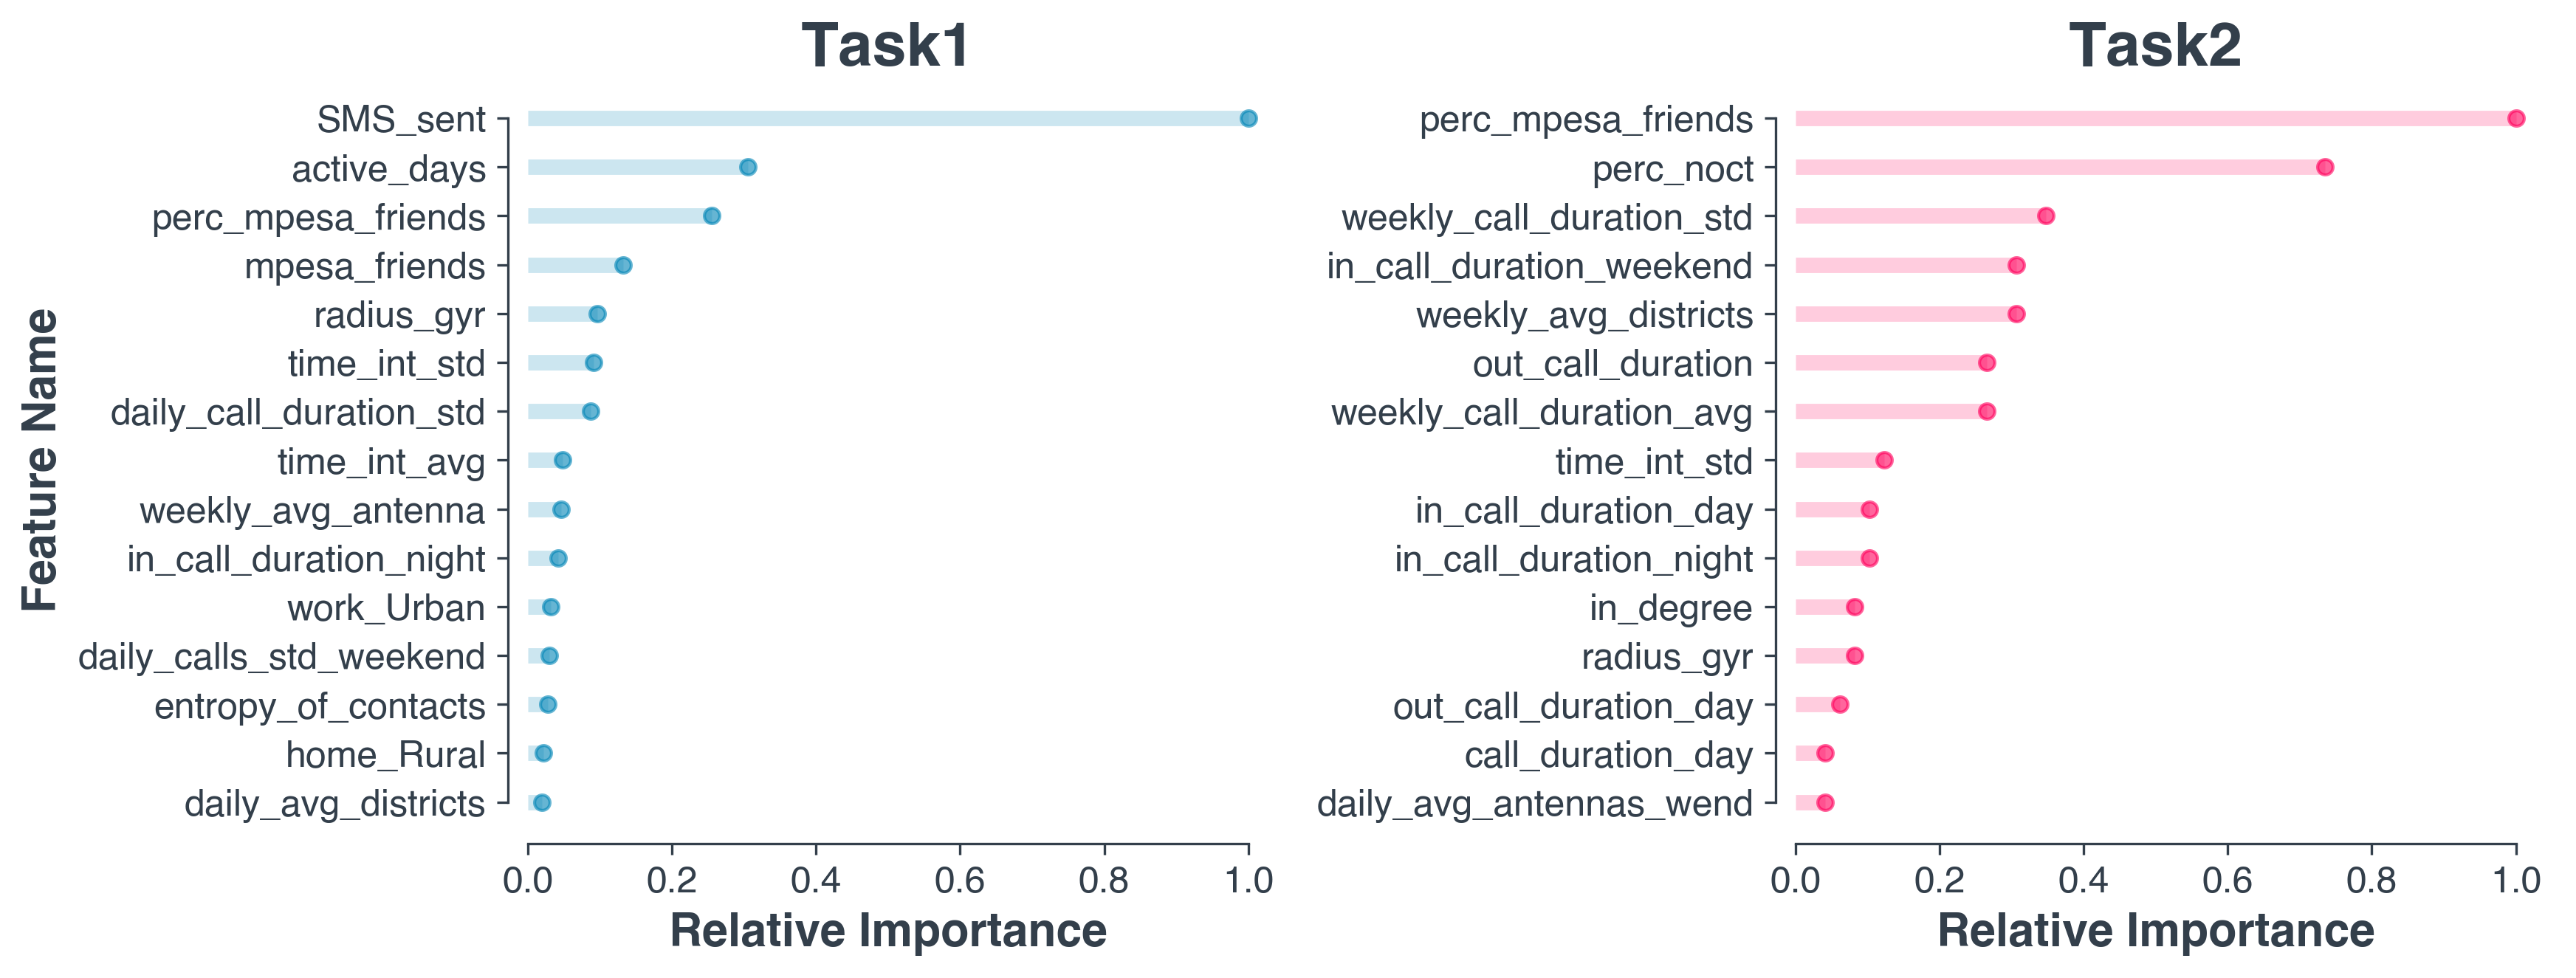 Task1
Feature Name
SMS_sent
active_days
perc_mpesa_friends
mpesa_friends
radius_gyr
time_int_std
daily_call_duration_std
time_int_avg
weekly_avg_antenna
in_call_duration_night
work_Urban
daily_calls_std_weekend
entropy_of_contacts
home_Rural
daily_avg_districts
0.0 0.2 0.4 0.6 0.8 1.0
Relative Importance
Task2
perc_mpesa_friends
perc_noct
weekly_call_duration_std
in_call_duration_weekend
weekly_avg_districts
out_call_duration
weekly_call_duration_avg
time_int_std
in_call_duration_day
in_call_duration_night
in_degree
radius_gyr
out_call_duration_day
call_duration_day
daily_avg_antennas_wend
0.0 0.2 0.4 0.6 0.8 1.0
Relative Importance